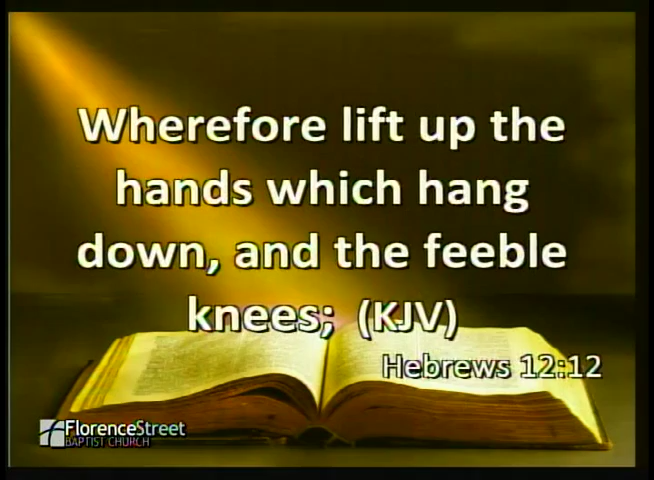 Wherefore lift up the
hands which hang
down, and the feeble
knees; (KJV)
Hebrews 12:12
FlorenceStreet
BAPTIST CHURCH